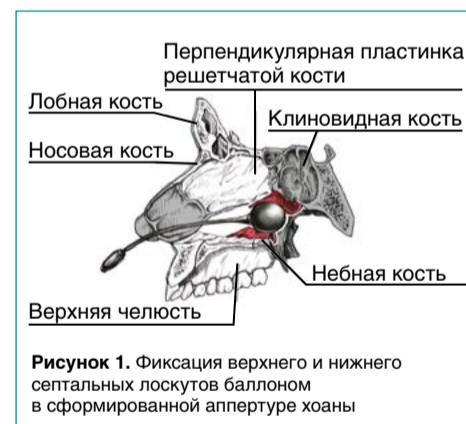 Перпендикулярная пластинка
решетчатой кости
Лобная кость
Клиновидная кость
Носовая кость
Небная кость
Верхняя челюсть
Рисунок 1. Фиксация верхнего и нижнего
септальных лоскутов баллоном
в сформированной аппертуре хоаны